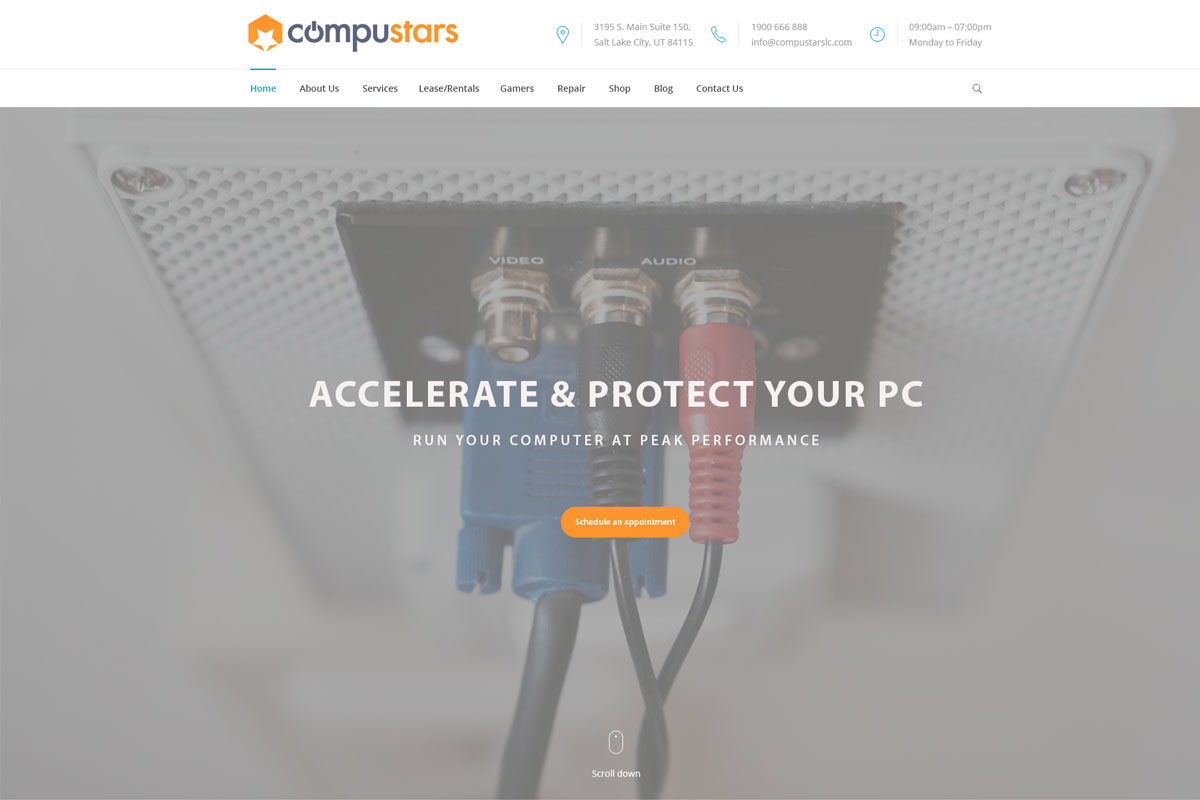 compustars
3195 S. Main Suite 150,
Salt Lake City, UT 84115
1900 666 888
info@compustarslc.com
09:00am – 07:00pm
Monday to Friday
Home About Us Services Lease/Rentals Gamers Repair Shop Blog Contact Us
VIDEO AUDIO
ACCELERATE & PROTECT YOUR PC
RUN YOUR COMPUTER AT PEAK PERFORMANCE
Schedule an appointment
Scroll down